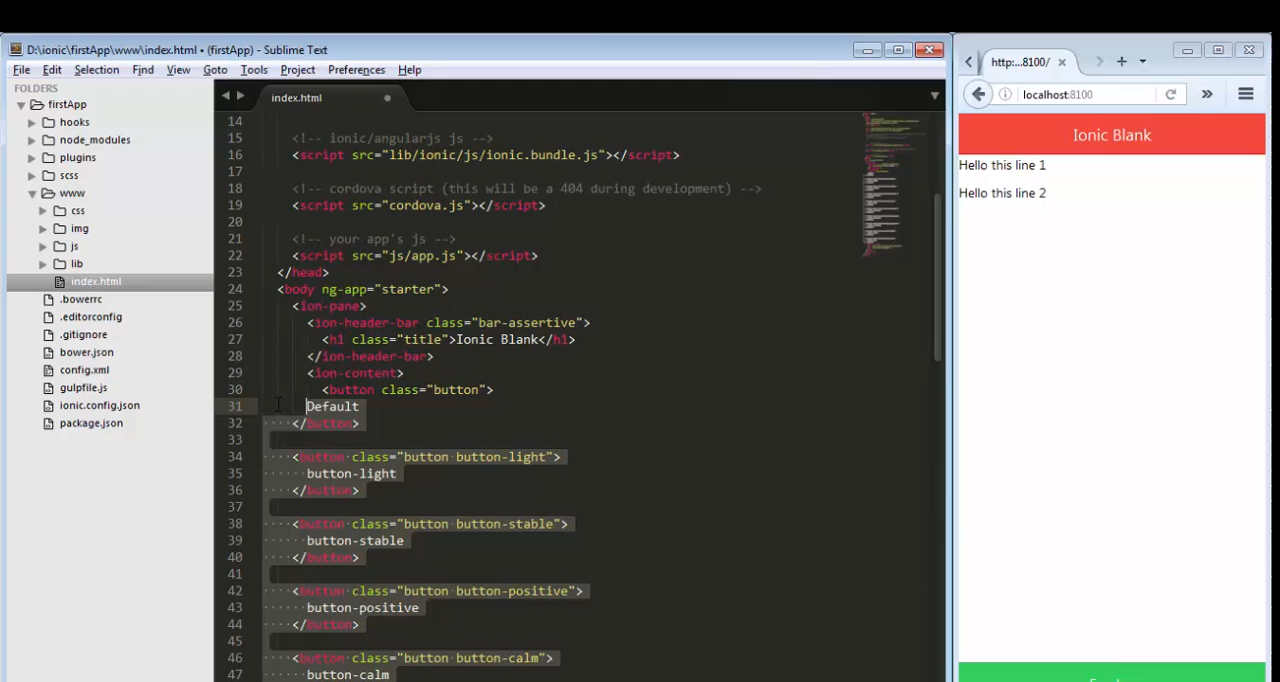 D:\ionic\firstApp\www\index.html • (firstApp) - Sublime Text
File Edit Selection Find View Goto Tools Project Preferences Help
FOLDERS
firstApp
hooks
node_modules
plugins
scss
www
css
img
js
lib
index.html
.bowerrc
.editorconfig
.gitignore
bower.json
config.xml
gulpfile.js
ionic.config.json
package.json
index.html
14
15 <!-- ionic/angularjs js -->
16 <script src="lib/ionic/js/ionic.bundle.js"></script>
17
18 <!-- cordova script (this will be a 404 during development) -->
19 <script src="cordova.js"></script>
20
21 <!-- your app's js -->
22 <script src="js/app.js"></script>
23 </head>
24 <body ng-app="starter">
25 <ion-pane>
26 <ion-header-bar class="bar-assertive">
27 <h1 class="title">Ionic Blank</h1>
28 </ion-header-bar>
29 <ion-content>
30 <button class="button">
31 Default
32 </button>
33
34 <button class="button button-light">
35 button-light
36 </button>
37
38 <button class="button button-stable">
39 button-stable
40 </button>
41
42 <button class="button button-positive">
43 button-positive
44 </button>
45
46 <button class="button button-calm">
47 button-calm
http:...8100/
localhost:8100
Ionic Blank
Hello this line 1
Hello this line 2